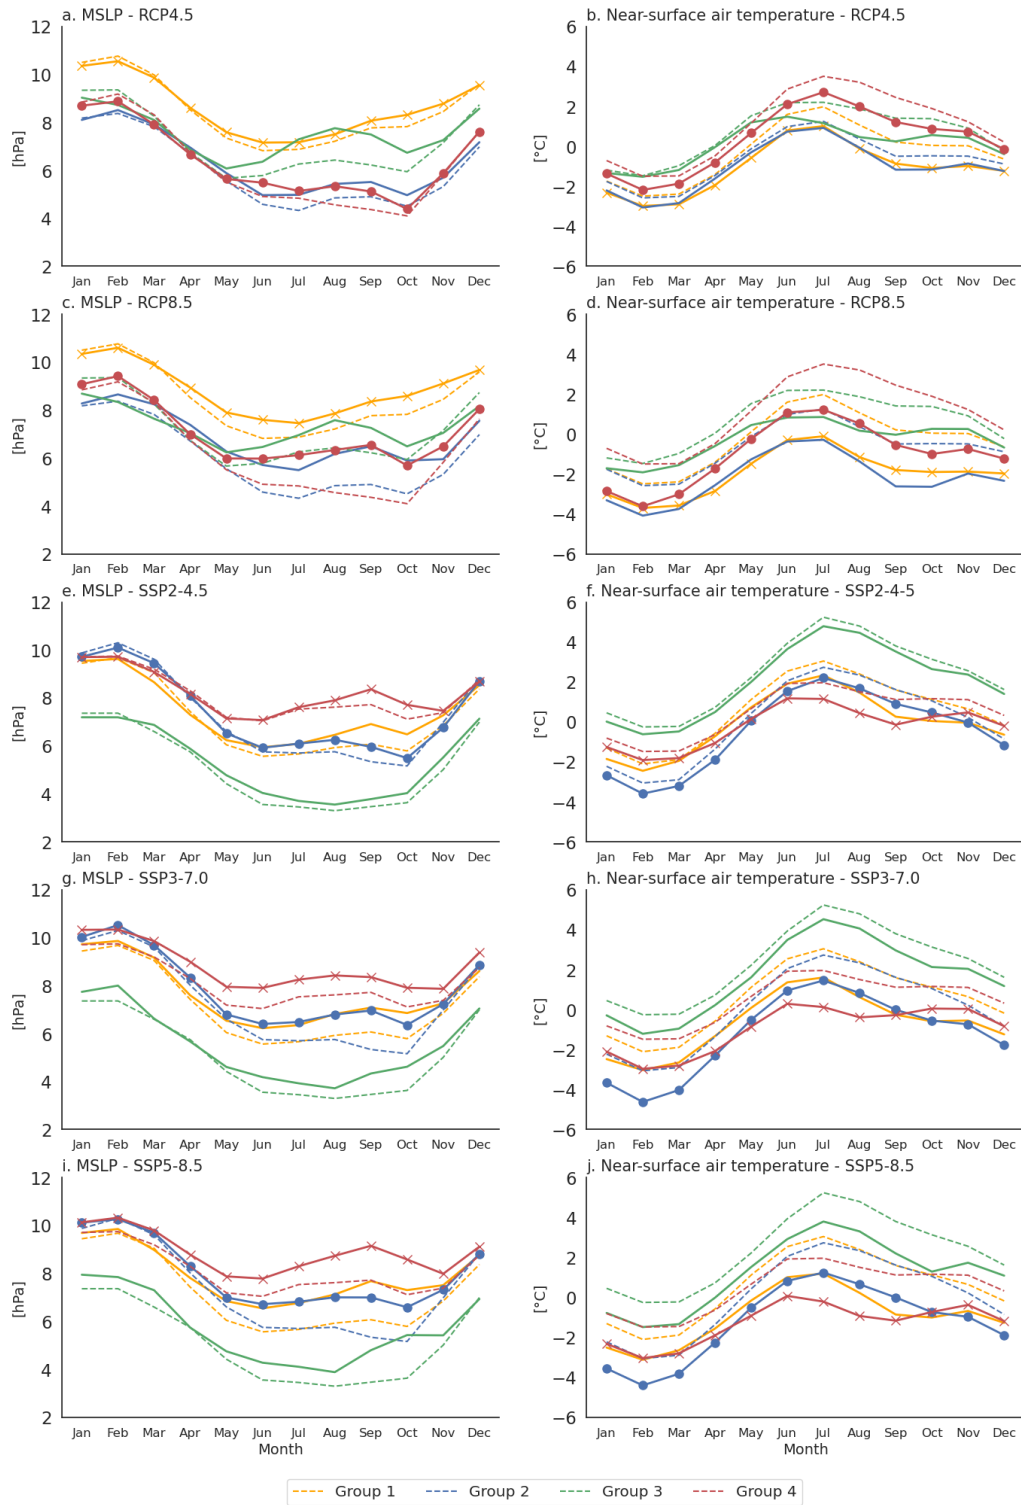 a. MSLP - RCP4.5
12
10
8
6
4
2
[hPa]
Jan Feb Mar Apr May Jun Jul Aug Sep Oct Nov Dec
b. Near-surface air temperature - RCP4.5
6
4
2
0
−2
−4
−6
[°C]
Jan Feb Mar Apr May Jun Jul Aug Sep Oct Nov Dec
c. MSLP - RCP8.5
12
10
8
6
4
2
[hPa]
Jan Feb Mar Apr May Jun Jul Aug Sep Oct Nov Dec
d. Near-surface air temperature - RCP8.5
6
4
2
0
−2
−4
−6
[°C]
Jan Feb Mar Apr May Jun Jul Aug Sep Oct Nov Dec
e. MSLP - SSP2-4.5
12
10
8
6
4
2
[hPa]
Jan Feb Mar Apr May Jun Jul Aug Sep Oct Nov Dec
f. Near-surface air temperature - SSP2-4-5
6
4
2
0
−2
−4
−6
[°C]
Jan Feb Mar Apr May Jun Jul Aug Sep Oct Nov Dec
g. MSLP - SSP3-7.0
12
10
8
6
4
2
[hPa]
Jan Feb Mar Apr May Jun Jul Aug Sep Oct Nov Dec
h. Near-surface air temperature - SSP3-7.0
6
4
2
0
−2
−4
−6
[°C]
Jan Feb Mar Apr May Jun Jul Aug Sep Oct Nov Dec
i. MSLP - SSP5-8.5
12
10
8
6
4
2
[hPa]
Jan Feb Mar Apr May Jun Jul Aug Sep Oct Nov Dec
Month
j. Near-surface air temperature - SSP5-8.5
6
4
2
0
−2
−4
−6
[°C]
Jan Feb Mar Apr May Jun Jul Aug Sep Oct Nov Dec
Month
Group 1 Group 2 Group 3 Group 4